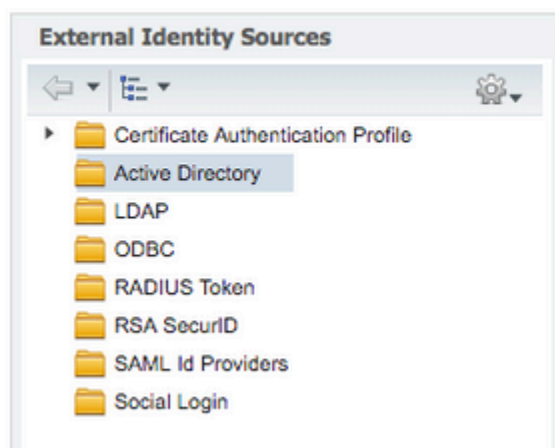 External Identity Sources
Certificate Authentication Profile
Active Directory
LDAP
ODBC
RADIUS Token
RSA SecurID
SAML Id Providers
Social Login